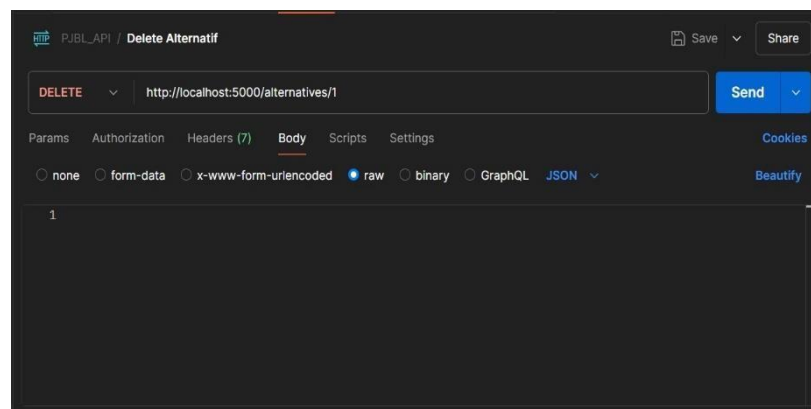 HTTP PJBL_API / Delete Alternatif Save Share
DELETE http://localhost:5000/alternatives/1 Send
Params Authorization Headers (7) Body Scripts Settings Cookies
none form-data x-www-form-urlencoded raw binary GraphQL JSON Beautify
1